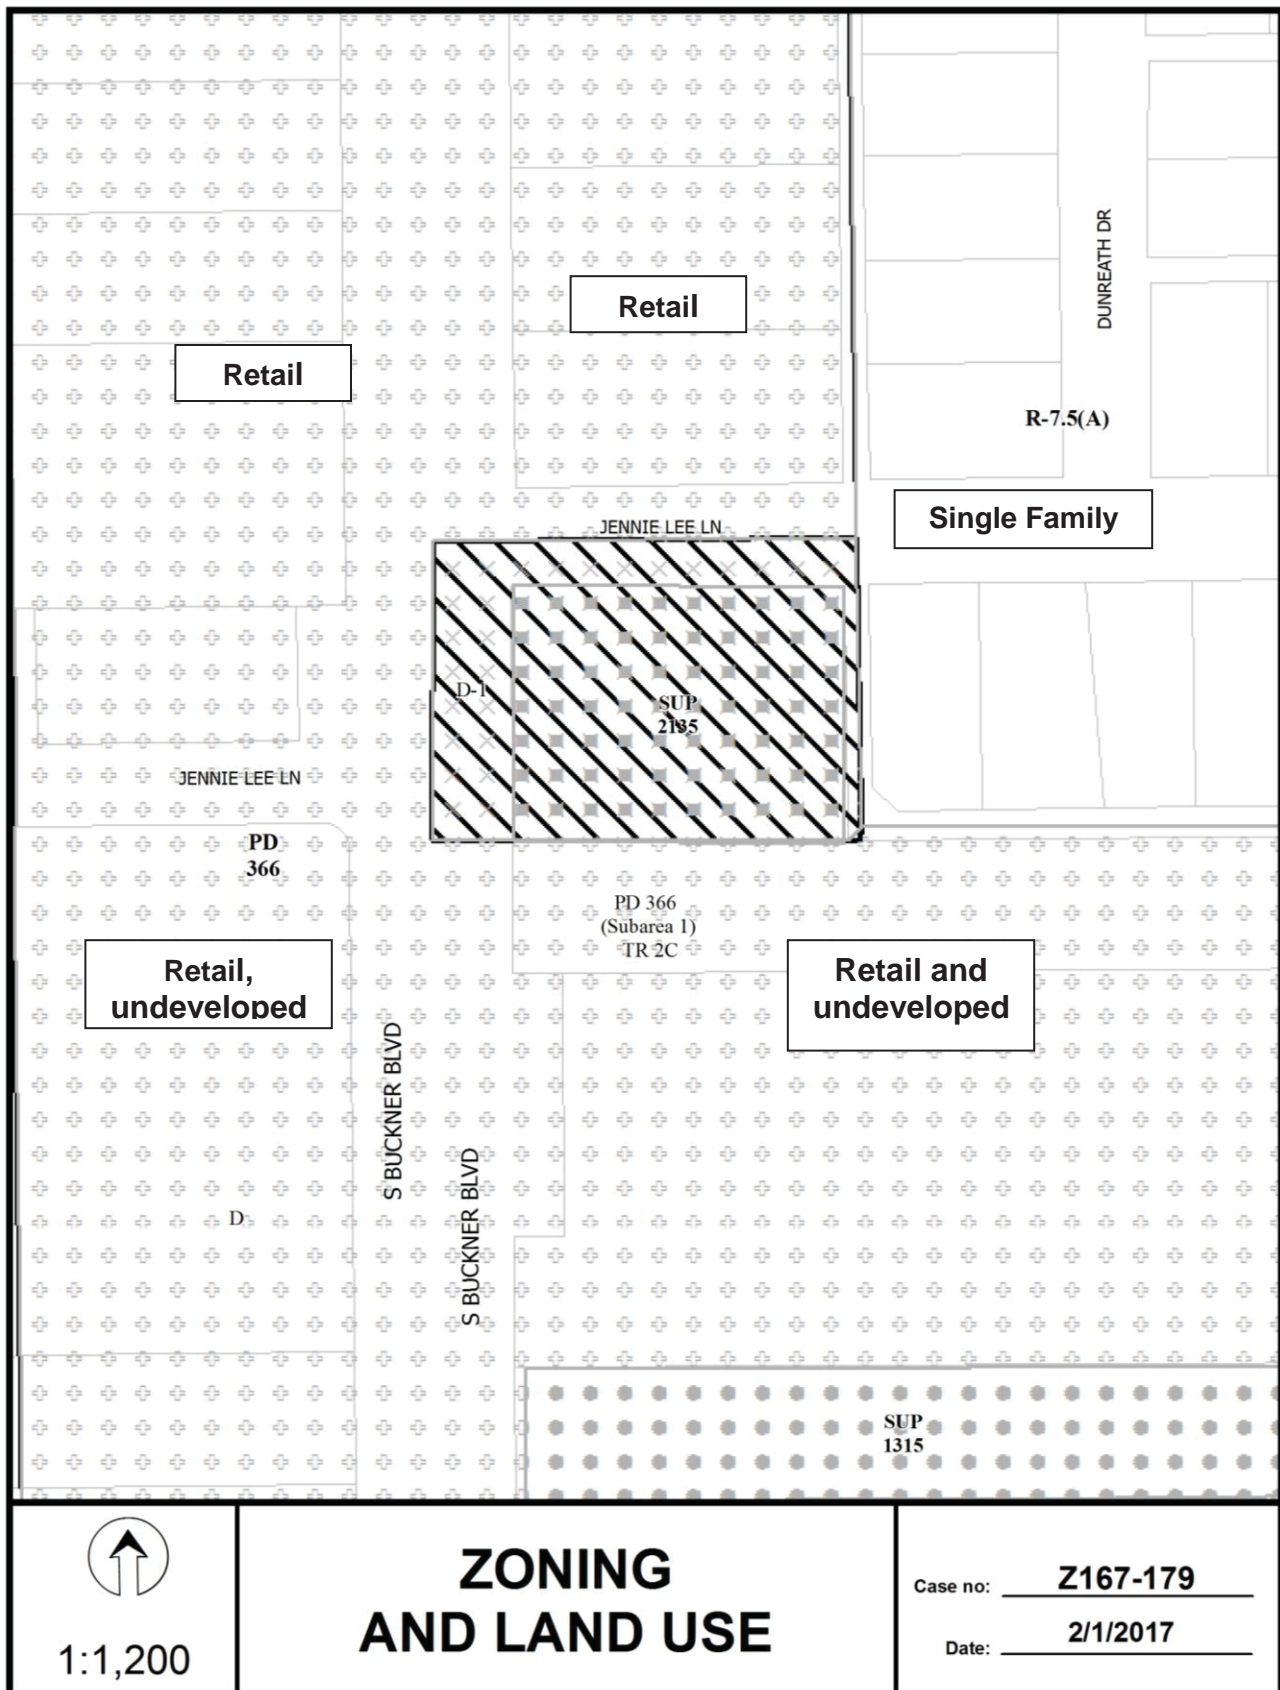 DUNREATH DR
Retail
Retail
R-7.5(A)
Single Family
JENNIE LEE LN
D-1
SUP
2135
JENNIE LEE LN
PD
366
PD 366
(Subarea 1)
TR 2C
Retail,
undeveloped
Retail and
undeveloped
S BUCKNER BLVD
S BUCKNER BLVD
D
SUP
1315
1:1,200
ZONING
AND LAND USE
Case no: Z167-179
Date: 2/1/2017